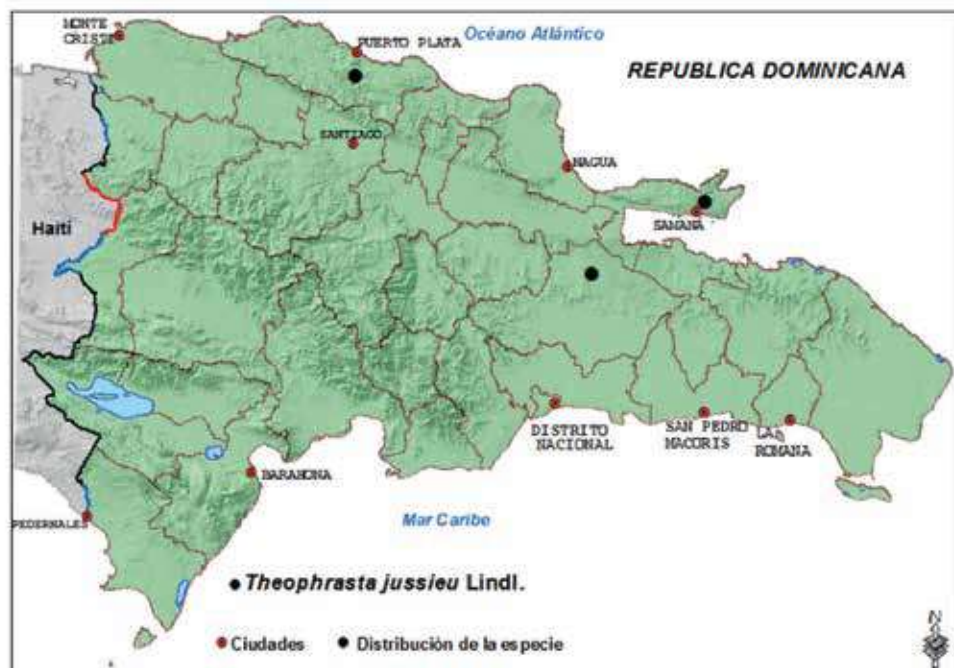 MONTE
CRISTI
PUERTO PLATA
Océano Atlántico
REPUBLICA DOMINICANA
SANTIAGO
NAGUA
SAMANA
Haití
DISTRITO
NACIONAL
SAN PEDRO
MACORIS
LA
ROMANA
BARAHONA
PEDERNALES
Mar Caribe
Theophrasta jussieu Lindl.
Ciudades
Distribución de la especie
N